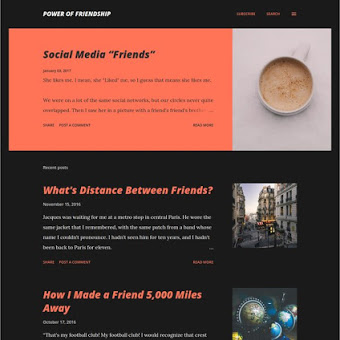 POWER OF FRIENDSHIP
SUBSCRIBE SEARCH
Social Media “Friends”
January 09, 2017
She likes me. I mean, she "Liked" me, so I guess that means she likes me.
We were on a lot of the same social networks, but our circles never quite
overlapped. Then I saw her in a picture with a friend's friend's brother
SHARE POST A COMMENT READ MORE
Recent posts
What's Distance Between Friends?
November 15, 2016
Jacques was waiting for me at a metro stop in central Paris. He wore the
same jacket that I remembered, with the same patch from a band whose
name I couldn't pronounce. I hadn't seen him for ten years, and I hadn't
been back to Paris for eleven.
SHARE POST A COMMENT READ MORE
How I Made a Friend 5,000 Miles
Away
October 17, 2016
"That's my football club! My football club! I would recognize that crest